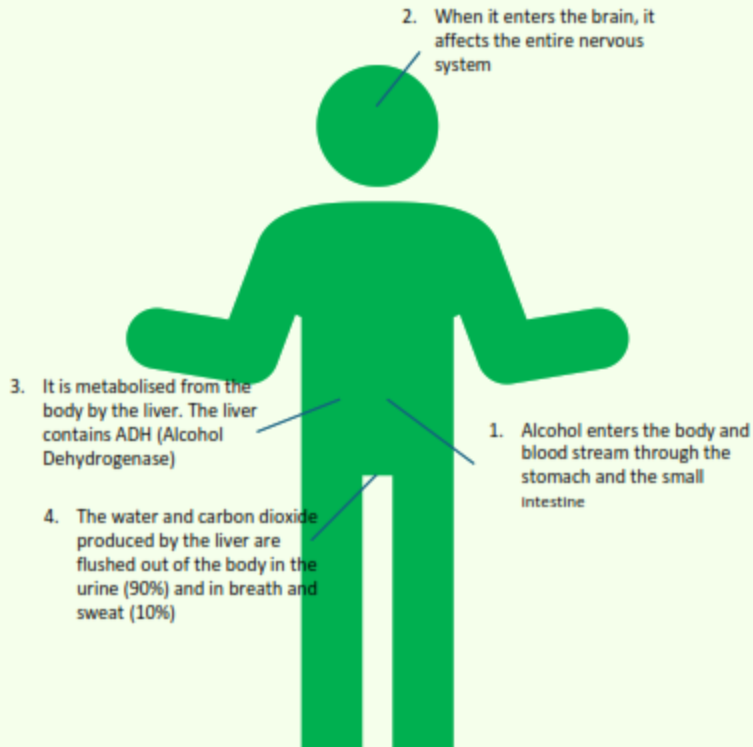 2. When it enters the brain, it
affects the entire nervous
system
3. It is metabolised from the
body by the liver. The liver
contains ADH (Alcohol
Dehydrogenase)
1. Alcohol enters the body and
blood stream through the
stomach and the small
intestine
4. The water and carbon dioxide
produced by the liver are
flushed out of the body in the
urine (90%) and in breath and
sweat (10%)